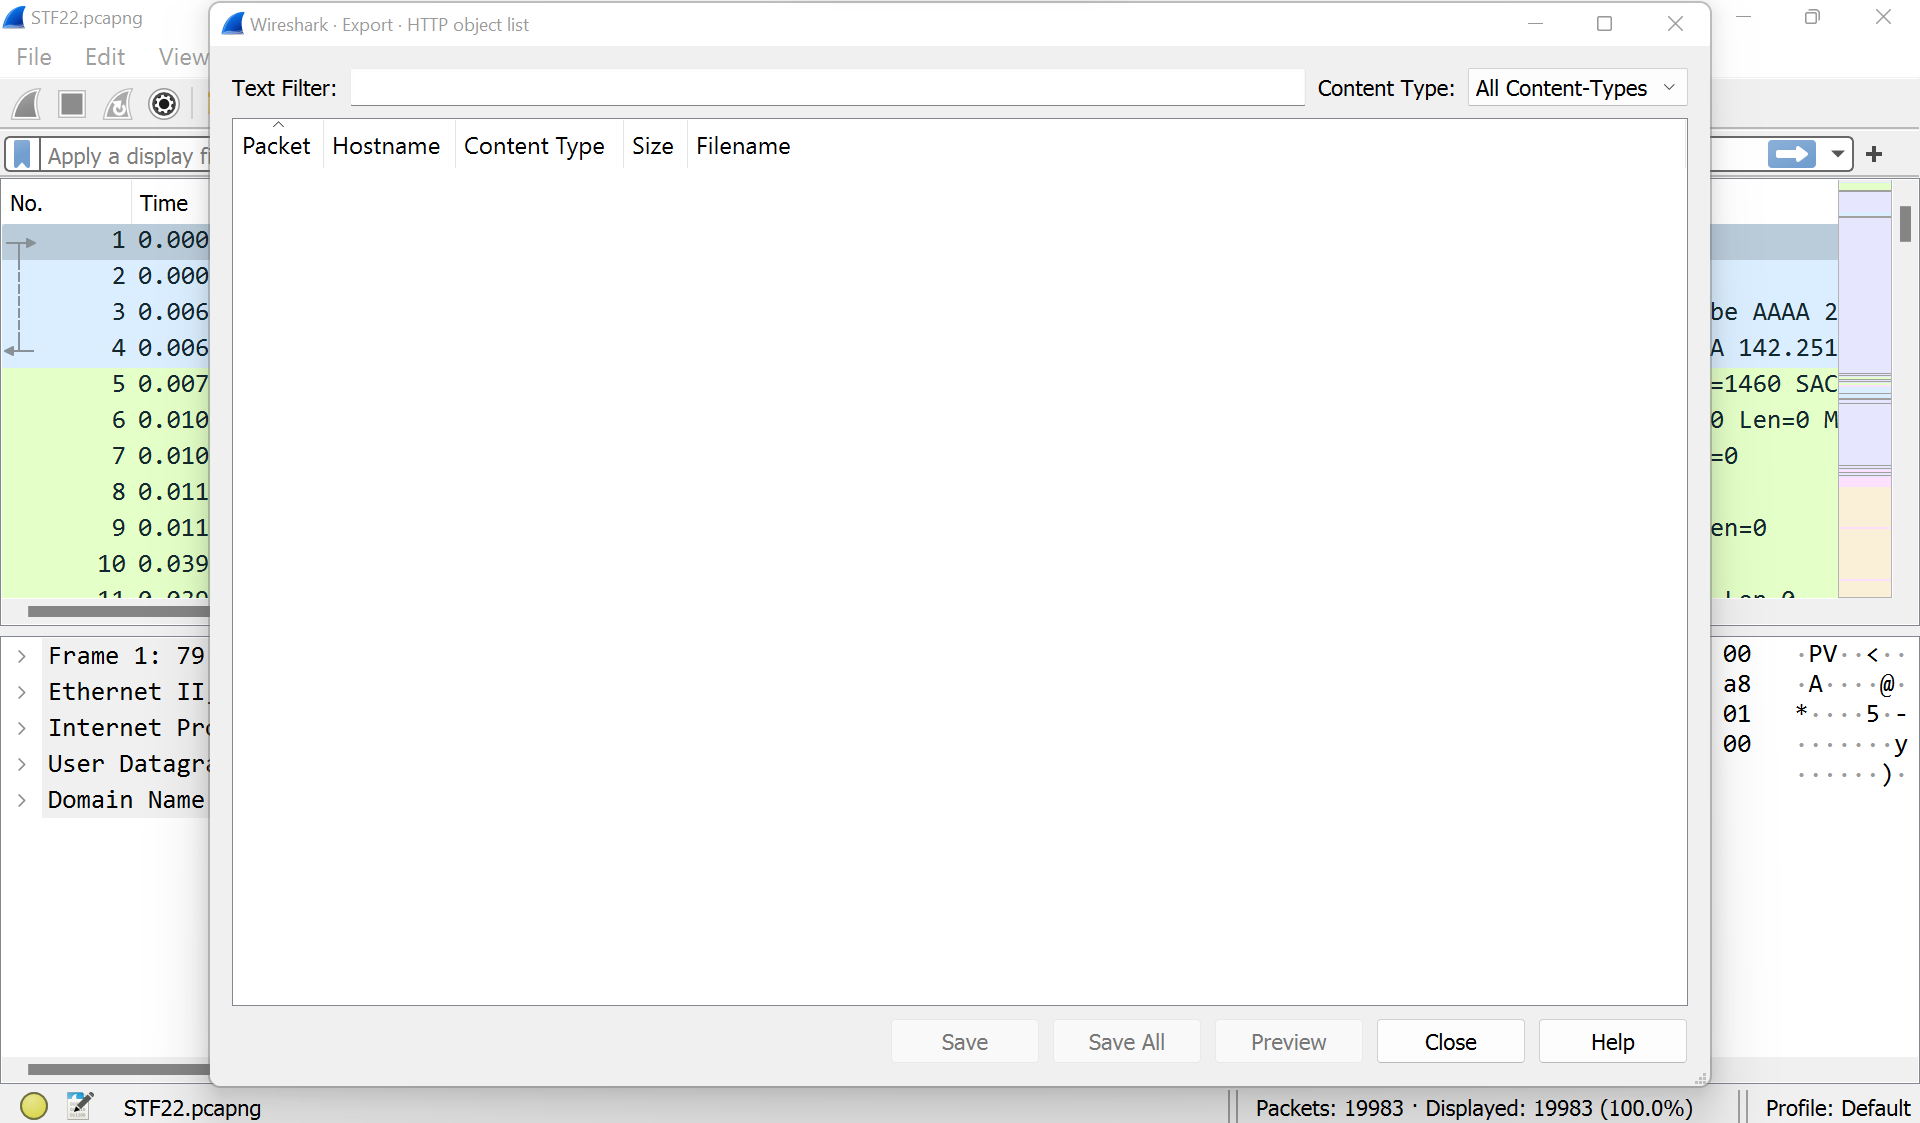 STF22.pcapng
Wireshark · Export · HTTP object list
File Edit View
Text Filter:
Content Type: All Content-Types
Packet Hostname Content Type Size Filename
Apply a display fi
No. Time
1 0.000
2 0.000
3 0.006 be AAAA 2
4 0.006 A 142.251
5 0.007 =1460 SAC
6 0.010 0 Len=0 M
7 0.010 =0
8 0.011
9 0.011 en=0
10 0.039
11 0.039 Len=0
Frame 1: 79 00 ·PV··<··
Ethernet II, a8 ·A····@·
Internet Pro 01 *····5·-
User Datagra 00 ·······y
······)·
Domain Name
Save Save All Preview Close Help
STF22.pcapng Packets: 19983 · Displayed: 19983 (100.0%) Profile: Default